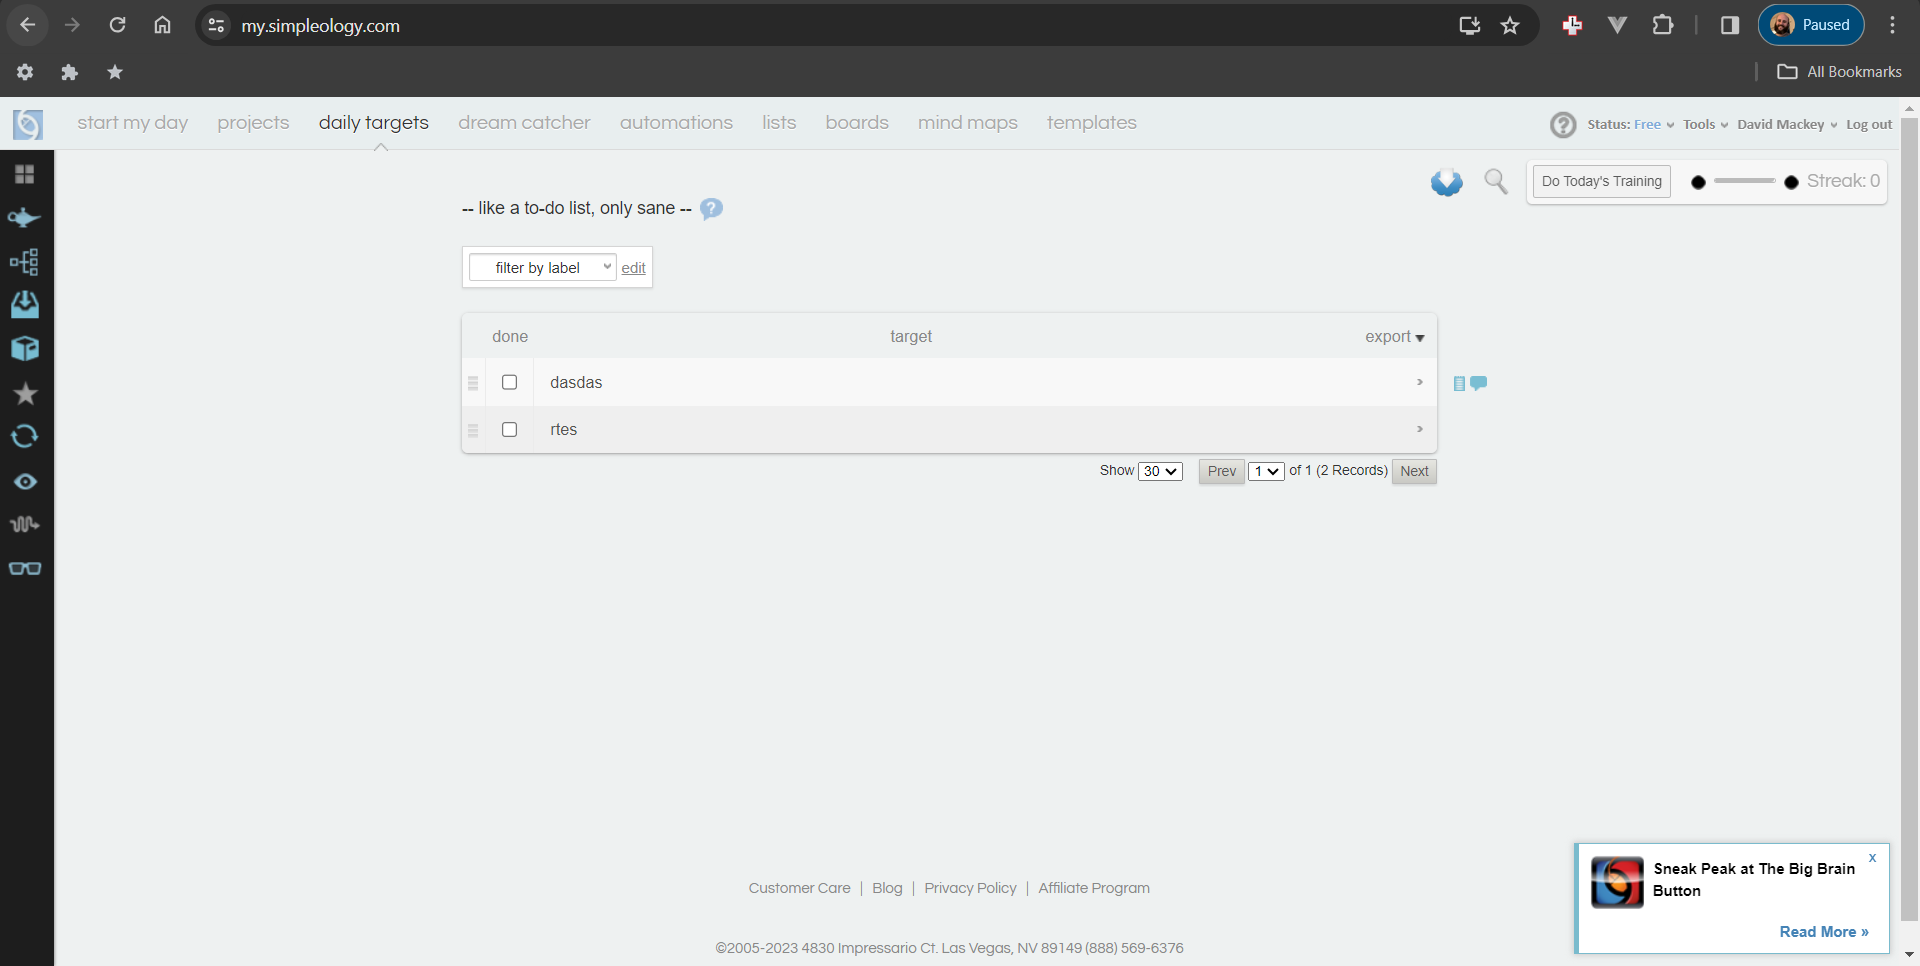 my.simpleology.com
Paused
All Bookmarks
start my day projects daily targets dream catcher automations lists boards mind maps templates
Status: Free Tools David Mackey Log out
Do Today's Training Streak: 0
-- like a to-do list, only sane --
filter by label edit
done target export
dasdas
rtes
Show 30 Prev 1 of 1 (2 Records) Next
Sneak Peak at The Big Brain
Button
Read More »
x
Customer Care | Blog | Privacy Policy | Affiliate Program
©2005-2023 4830 Impressario Ct. Las Vegas, NV 89149 (888) 569-6376